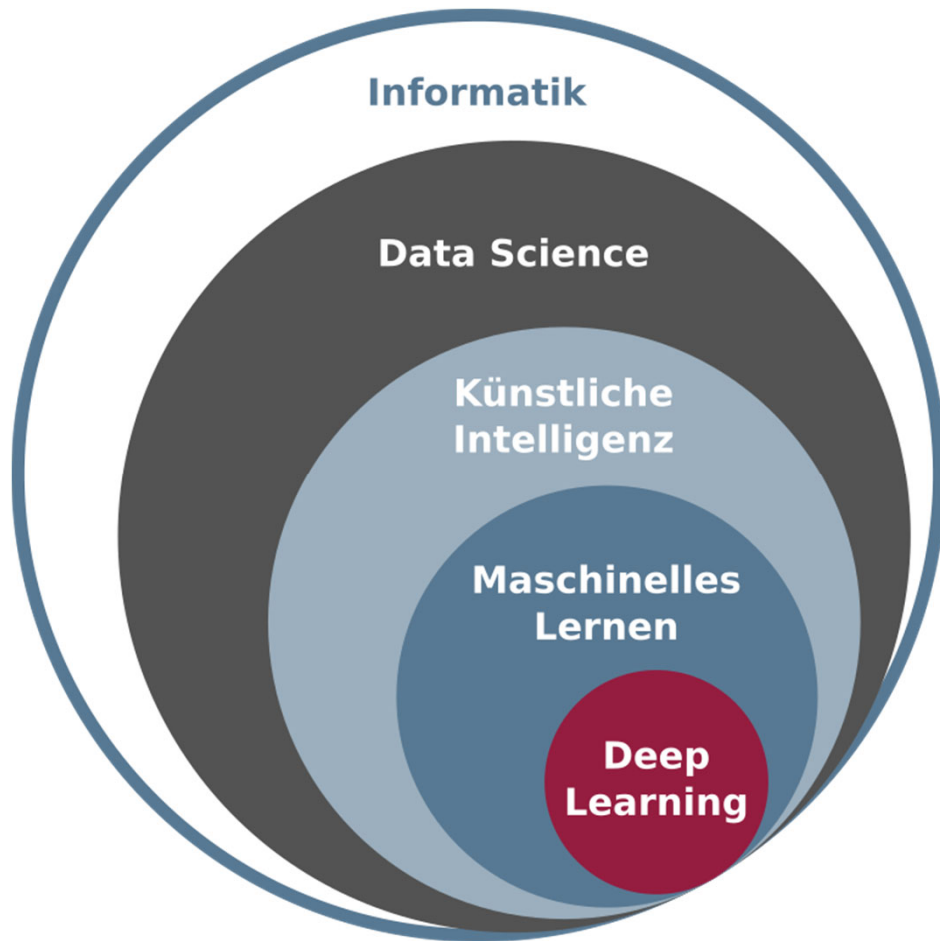 Informatik
Data Science
Künstliche
Intelligenz
Maschinelles
Lernen
Deep
Learning